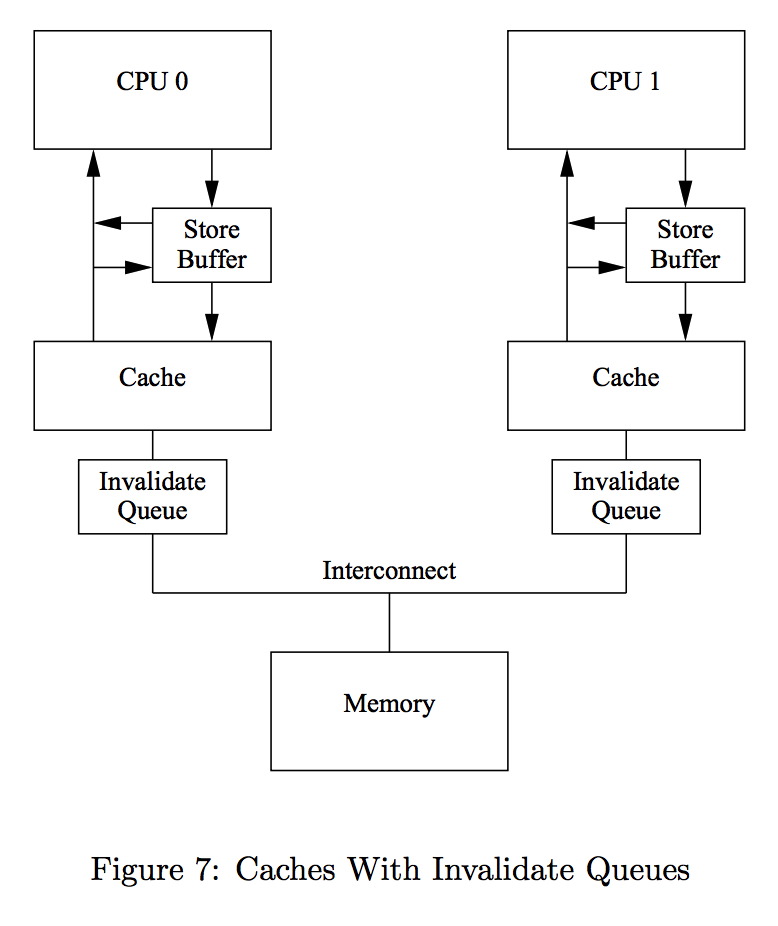 CPU 0
CPU 1
Store
Buffer
Store
Buffer
Cache
Cache
Invalidate
Queue
Invalidate
Queue
Interconnect
Memory
Figure 7: Caches With Invalidate Queues